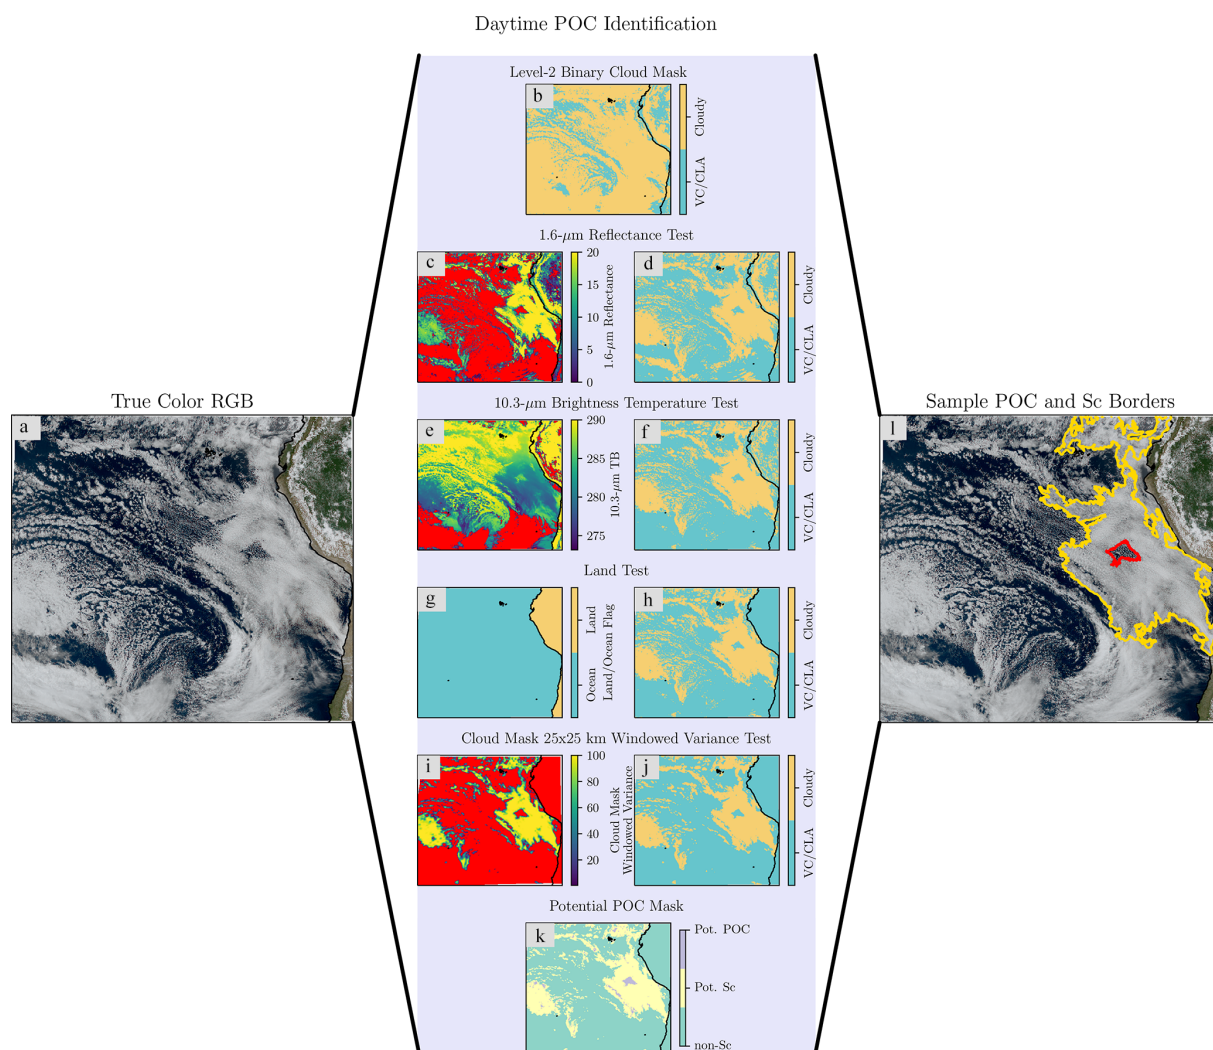 Daytime POC Identification
Level-2 Binary Cloud Mask
b
Cloudy
VC/CLA
1.6-μm Reflectance Test
c
20
15
10
5
0
1.6-μm Reflectance
d
Cloudy
VC/CLA
10.3-μm Brightness Temperature Test
e
290
285
280
275
10.3-μm TB
f
Cloudy
VC/CLA
True Color RGB
a
Sample POC and Sc Borders
l
Land Test
g
Land
Ocean
Land/Ocean Flag
h
Cloudy
VC/CLA
Cloud Mask 25x25 km Windowed Variance Test
i
100
80
60
40
20
Cloud Mask
Windowed Variance
j
Cloudy
VC/CLA
Potential POC Mask
k
Pot. POC
Pot. Sc
non-Sc